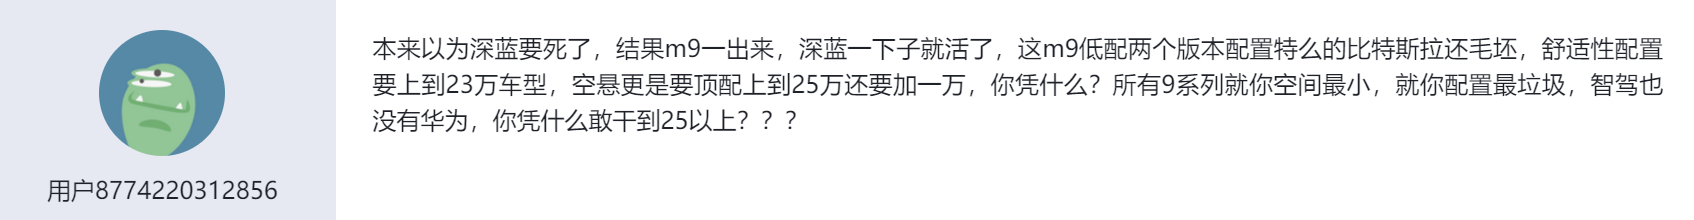 本来以为深蓝要死了，结果m9一出来，深蓝一下子就活了，这m9低配两个版本配置特么的比特斯拉还毛坯，舒适性配置
要上到23万车型，空悬更是要顶配上到25万还要加一万，你凭什么？所有9系列就你空间最小，就你配置最垃圾，智驾也
没有华为，你凭什么敢干到25以上？？？
用户8774220312856